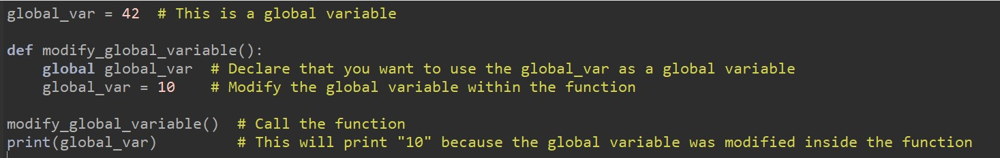 global_var = 42  # This is a global variable

def modify_global_variable():
    global global_var  # Declare that you want to use the global_var as a global variable
    global_var = 10    # Modify the global variable within the function

modify_global_variable()  # Call the function
print(global_var)         # This will print "10" because the global variable was modified inside the function